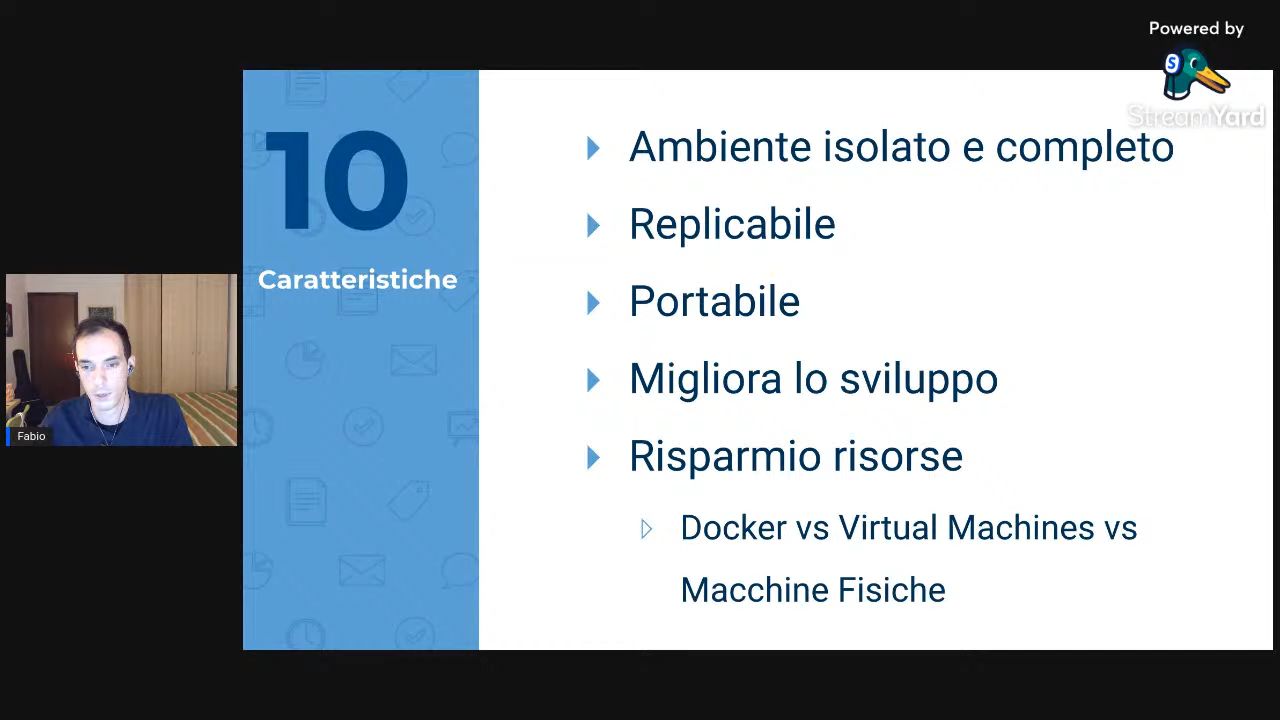 Powered by
StreamYard
10
Caratteristiche
Ambiente isolato e completo
Replicabile
Portabile
Migliora lo sviluppo
Risparmio risorse
Docker vs Virtual Machines vs
Macchine Fisiche
Fabio